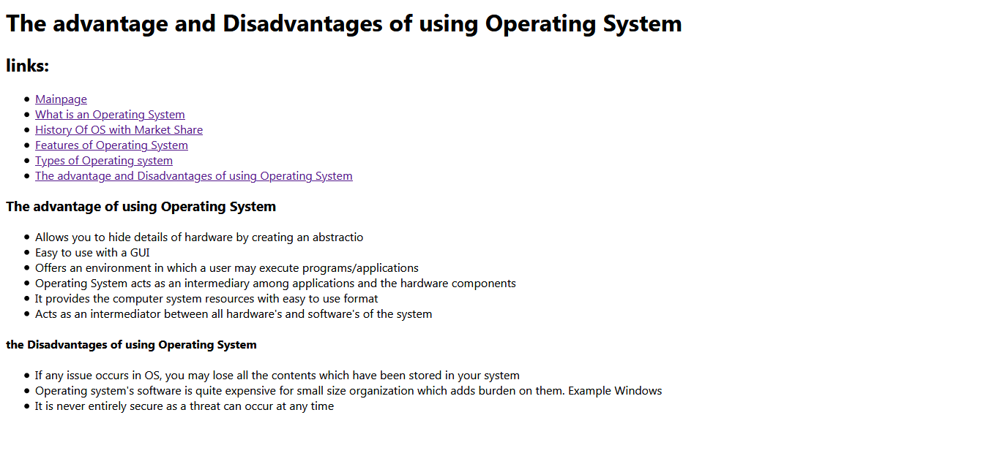 The advantage and Disadvantages of using Operating System
links:
Mainpage
What is an Operating System
History Of OS with Market Share
Features of Operating System
Types of Operating system
The advantage and Disadvantages of using Operating System
The advantage of using Operating System
Allows you to hide details of hardware by creating an abstractio
Easy to use with a GUI
Offers an environment in which a user may execute programs/applications
Operating System acts as an intermediary among applications and the hardware components
It provides the computer system resources with easy to use format
Acts as an intermediator between all hardware's and software's of the system
the Disadvantages of using Operating System
If any issue occurs in OS, you may lose all the contents which have been stored in your system
Operating system's software is quite expensive for small size organization which adds burden on them. Example Windows
It is never entirely secure as a threat can occur at any time